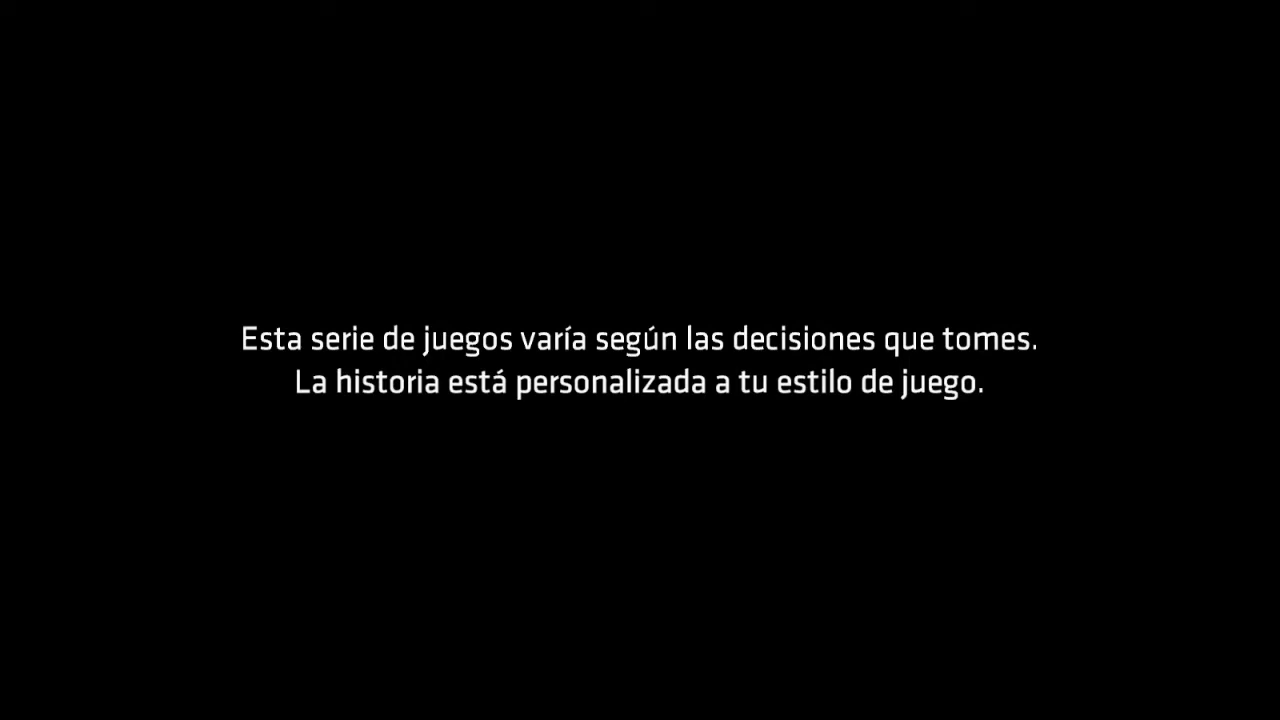 Esta serie de juegos varía según las decisiones que tomes.
La historia está personalizada a tu estilo de juego.